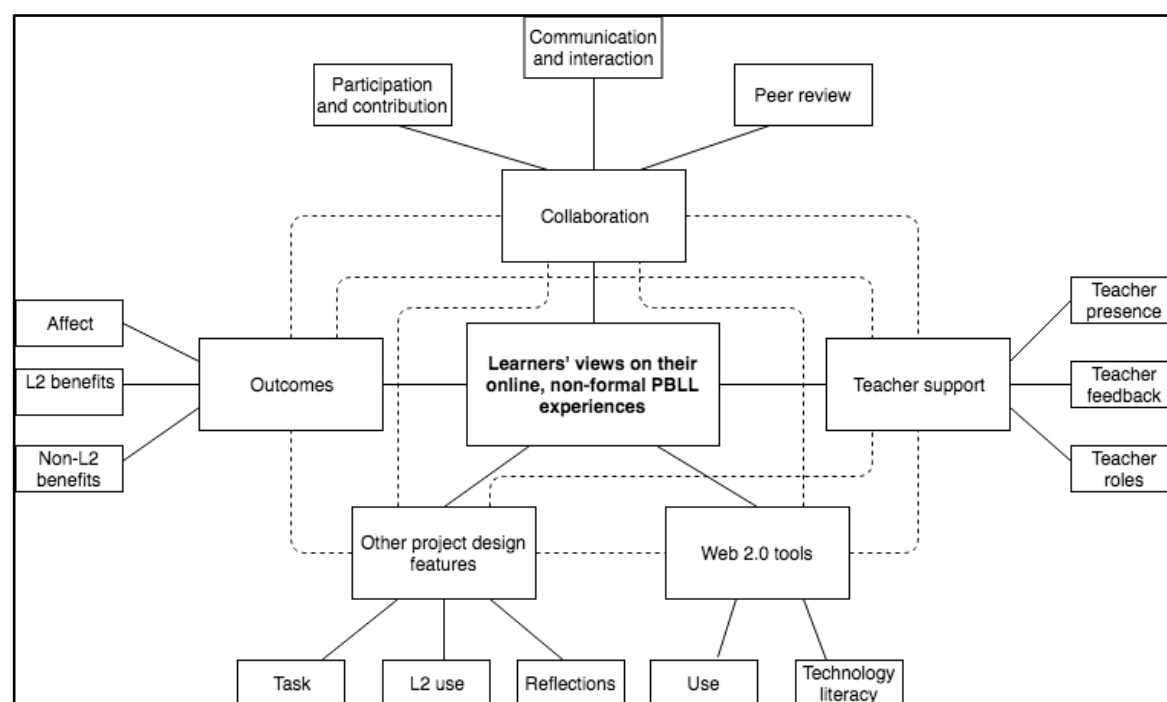 Communication
and interaction
Participation
and contribution
Peer review
Collaboration
Affect
L2 benefits
Non-L2
benefits
Outcomes
Learners' views on their
online, non-formal PBLL
experiences
Teacher support
Teacher
presence
Teacher
feedback
Teacher
roles
Other project design
features
Web 2.0 tools
Task
L2 use
Reflections
Use
Technology
literacy